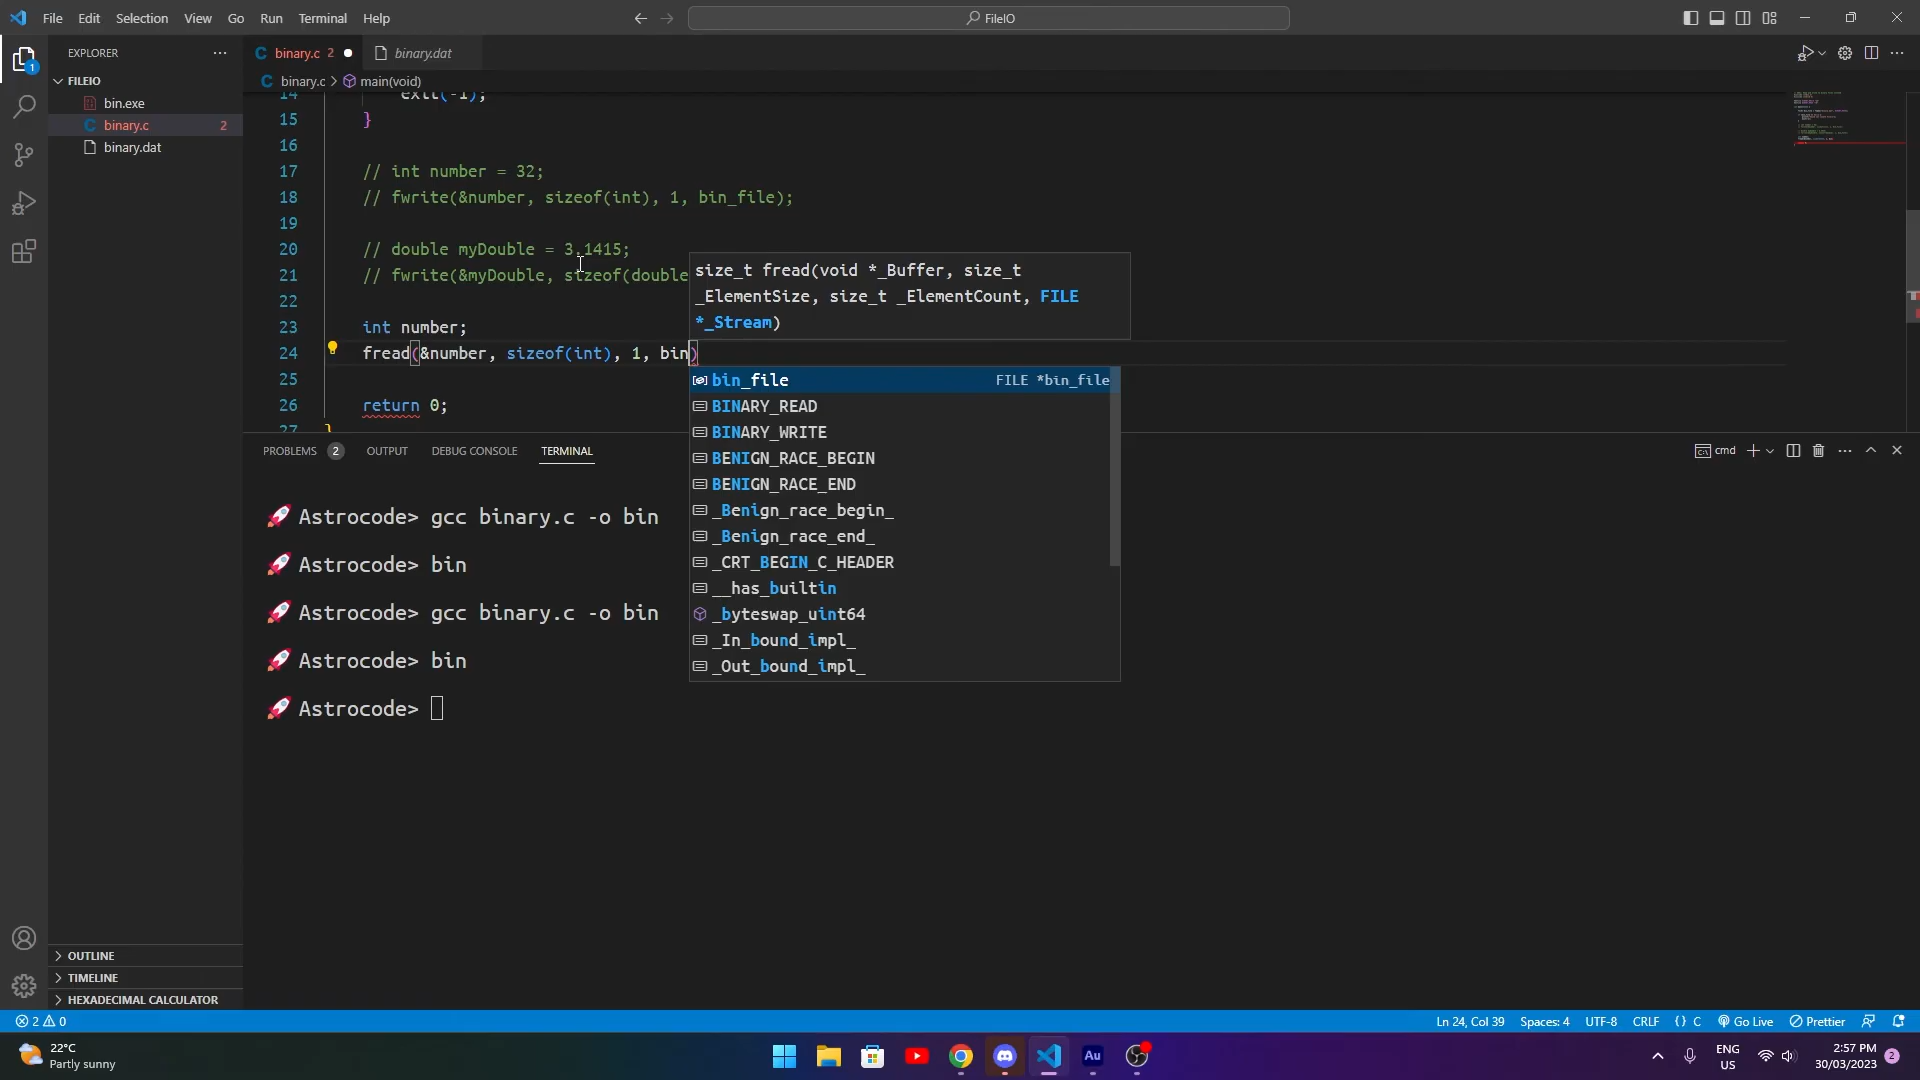 File Edit Selection View Go Run Terminal Help
FileIO
EXPLORER
FILEIO
bin.exe
binary.c 2
binary.dat
binary.c 2
binary.dat
binary.c > main(void)
14 exit(-1);
15 }
16
17 // int number = 32;
18 // fwrite(&number, sizeof(int), 1, bin_file);
19
20 // double myDouble = 3.1415;
21 // fwrite(&myDouble, sizeof(double
22
23 int number;
24 fread(&number, sizeof(int), 1, bin)
25
26 return 0;
27 }
size_t fread(void *_Buffer, size_t
_ElementSize, size_t _ElementCount, FILE
*_Stream)
bin_file FILE *bin_file
BINARY_READ
BINARY_WRITE
BENIGN_RACE_BEGIN
BENIGN_RACE_END
_Benign_race_begin_
_Benign_race_end_
_CRT_BEGIN_C_HEADER
__has_builtin
_byteswap_uint64
_In_bound_impl_
_Out_bound_impl_
PROBLEMS 2 OUTPUT DEBUG CONSOLE TERMINAL
cmd
Astrocode> gcc binary.c -o bin
Astrocode> bin
Astrocode> gcc binary.c -o bin
Astrocode> bin
Astrocode>
OUTLINE
TIMELINE
HEXADECIMAL CALCULATOR
2 0
Ln 24, Col 39 Spaces: 4 UTF-8 CRLF {} C Go Live Prettier
22°C
Partly sunny
Au
ENG
US
2:57 PM
30/03/2023
2